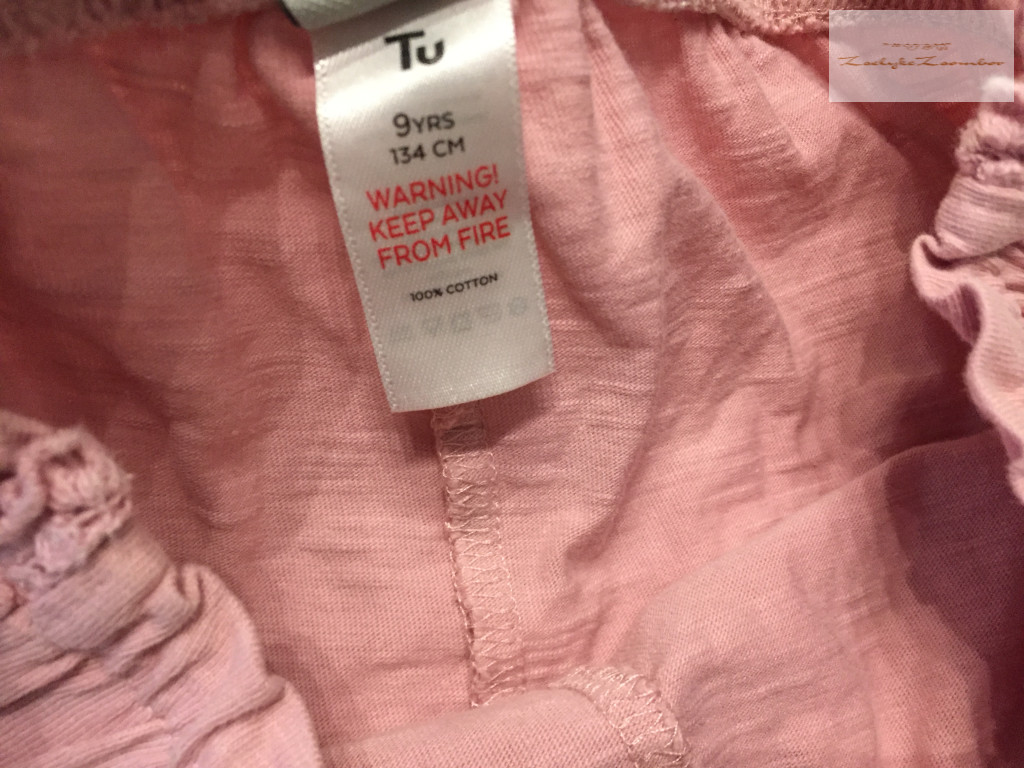 Tu
9YRS
134 CM
WARNING!
KEEP AWAY
FROM FIRE
100% COTTON